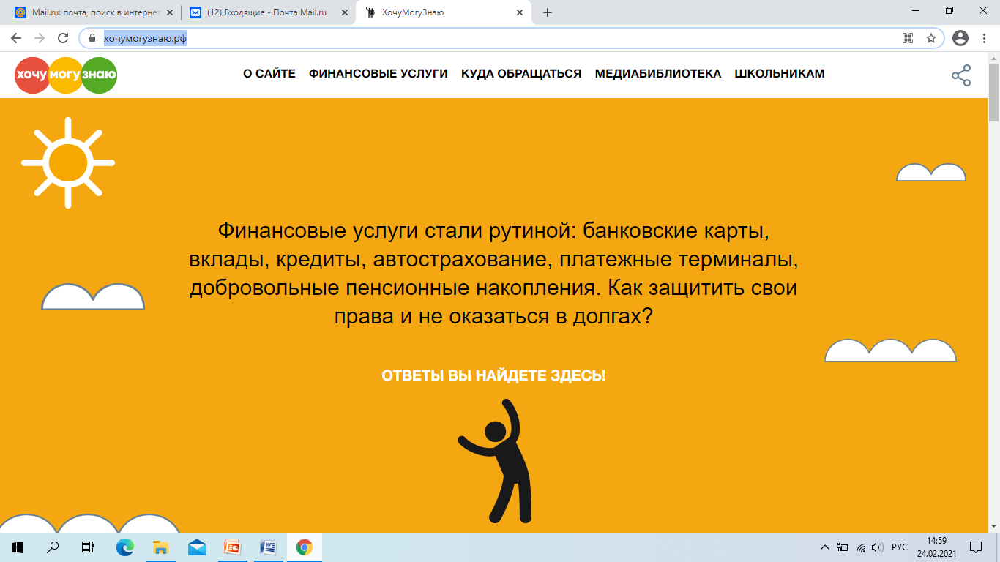 Mail.ru: почта, поиск в интернет
(12) Входящие - Почта Mail.ru
ХочуМогуЗнаю
хочумогузнаю.рф
хочу могу знаю
О САЙТЕ ФИНАНСОВЫЕ УСЛУГИ КУДА ОБРАЩАТЬСЯ МЕДИАБИБЛИОТЕКА ШКОЛЬНИКАМ
Финансовые услуги стали рутиной: банковские карты,
вклады, кредиты, автострахование, платежные терминалы,
добровольные пенсионные накопления. Как защитить свои
права и не оказаться в долгах?
ОТВЕТЫ ВЫ НАЙДЕТЕ ЗДЕСЬ!
РУС
14:59
24.02.2021